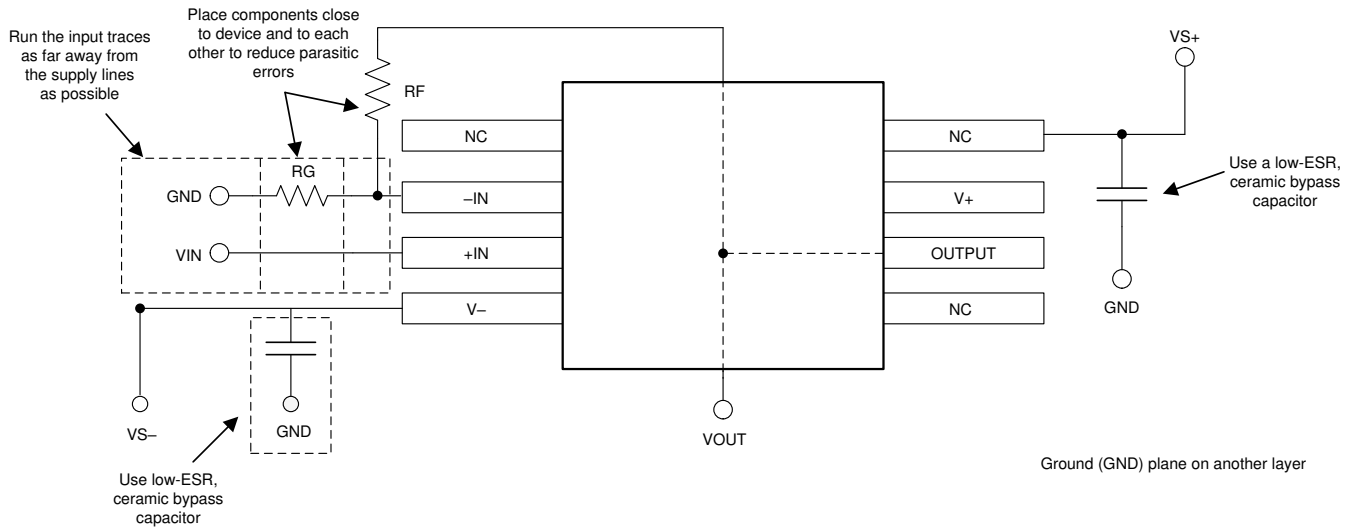 Place components close
to device and to each
other to reduce parasitic
errors
Run the input traces
as far away from
the supply lines
as possible
VS+
RF
NC
NC
Use a low-ESR,
ceramic bypass
capacitor
RG
GND
–IN
V+
VIN
+IN
OUTPUT
V–
NC
GND
VS–
GND
VOUT
Use low-ESR,
ceramic bypass
capacitor
Ground (GND) plane on another layer